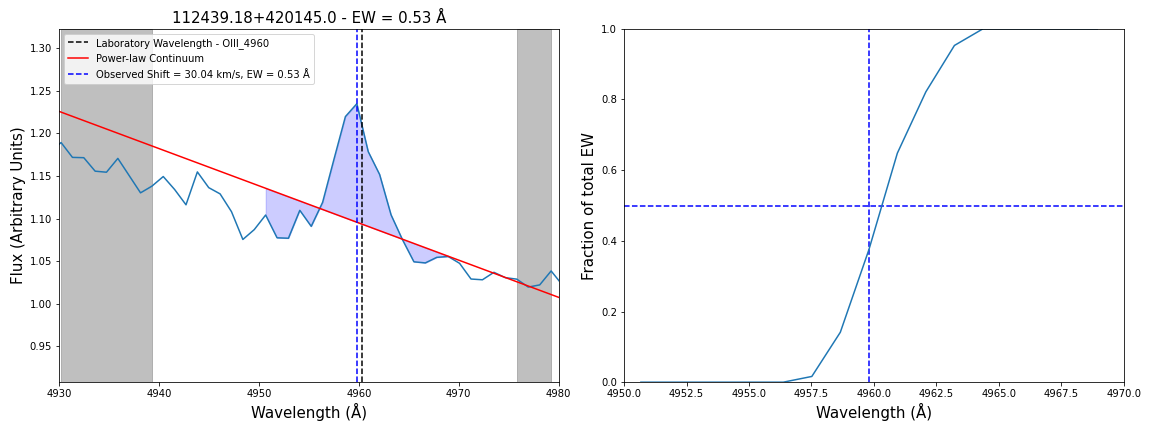 112439.18+420145.0 - EW = 0.53 Å
Laboratory Wavelength - OIII_4960
Power-law Continuum
Observed Shift = 30.04 km/s, EW = 0.53 Å
Flux (Arbitrary Units)
1.30
1.25
1.20
1.15
1.10
1.05
1.00
0.95
4930 4940 4950 4960 4970 4980
Wavelength (Å)
Fraction of total EW
1.0
0.8
0.6
0.4
0.2
0.0
4950.0 4952.5 4955.0 4957.5 4960.0 4962.5 4965.0 4967.5 4970.0
Wavelength (Å)